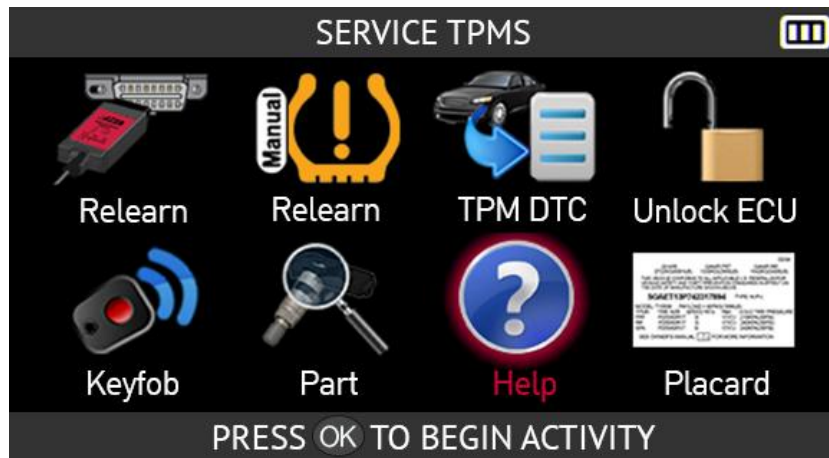 SERVICE TPMS
Manual
Relearn
Relearn
TPM DTC
Unlock ECU
Keyfob
Part
Help
Placard
PRESS OK TO BEGIN ACTIVITY